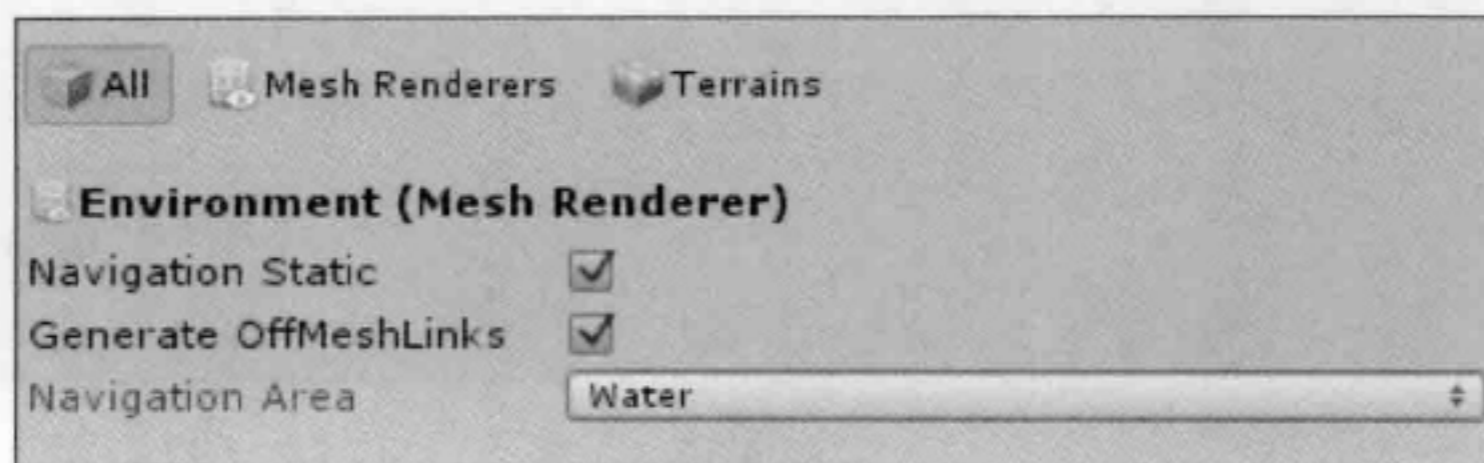 All Mesh Renderers Terrains
Environment (Mesh Renderer)
Navigation Static
Generate OffMeshLinks
Navigation Area Water